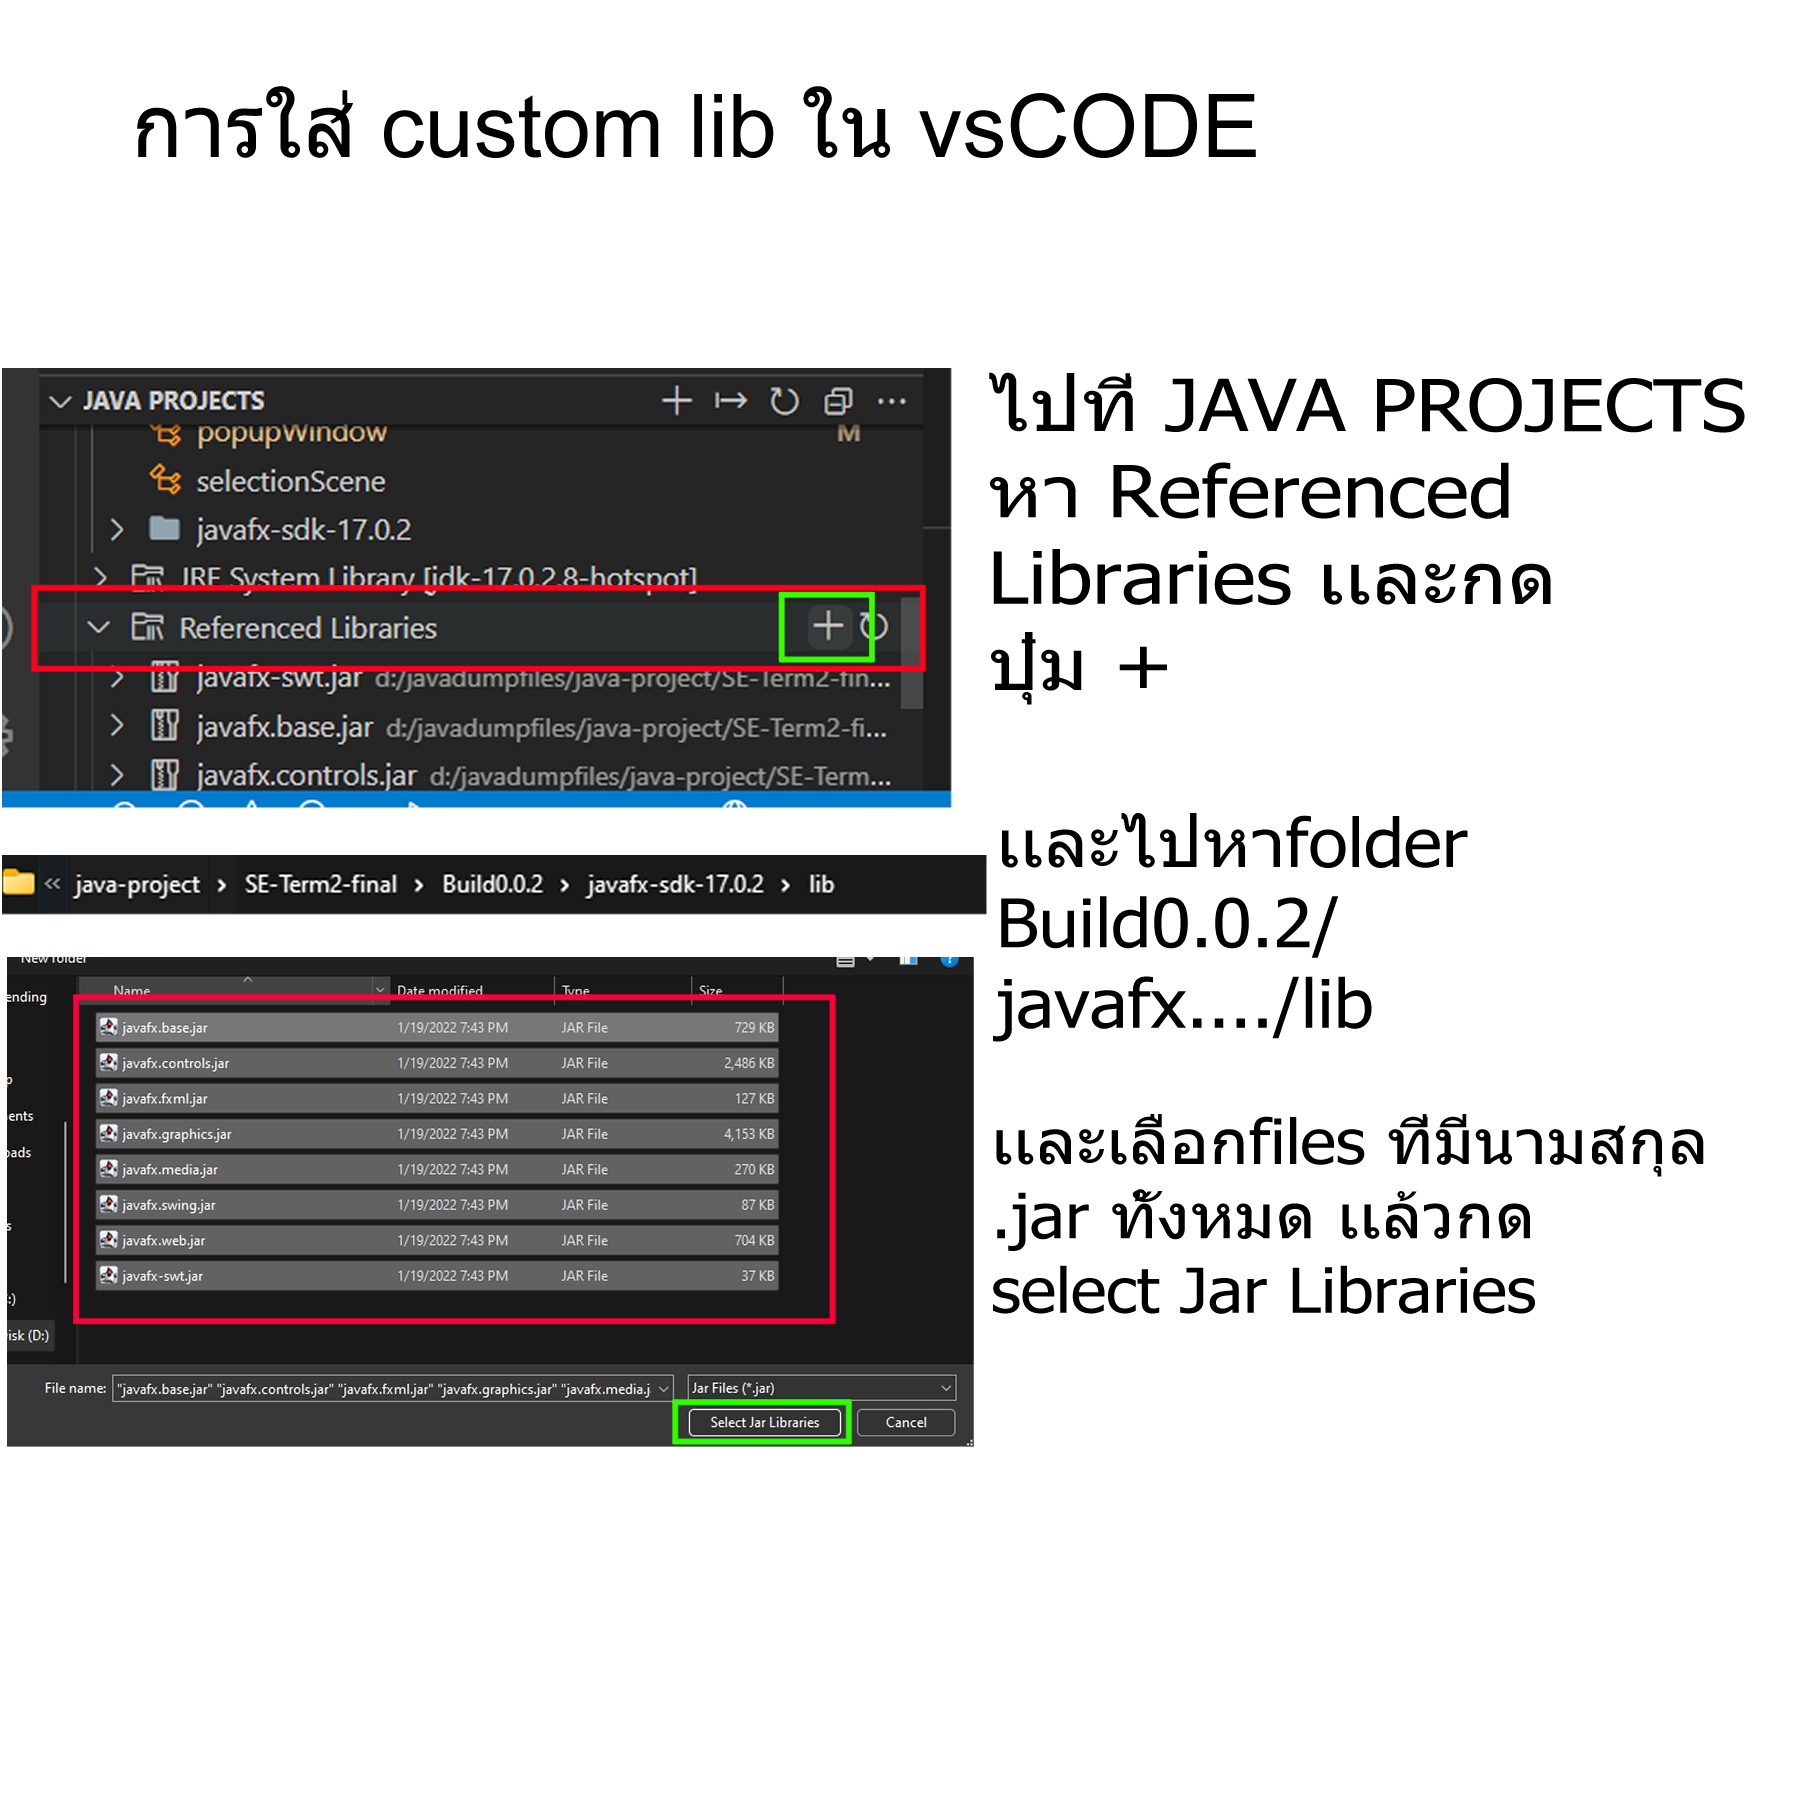 การใส่ custom lib ใน vsCODE
JAVA PROJECTS
popupWindow M
selectionScene
javafx-sdk-17.0.2
JRE System Library [jdk-17.0.2.8-hotspot]
Referenced Libraries
javafx-swt.jar d:/javadumpfiles/java-project/SE-Term2-fin...
javafx.base.jar d:/javadumpfiles/java-project/SE-Term2-fi...
javafx.controls.jar d:/javadumpfiles/java-project/SE-Term...
ไปที่ JAVA PROJECTS
หา Referenced
Libraries และกด
ปุ่ม +
« java-project › SE-Term2-final › Build0.0.2 › javafx-sdk-17.0.2 › lib
และไปหาfolder
Build0.0.2/
javafx..../lib
New folder
Name Date modified Type Size
ending
ents
oads
s
:)
isk (D:)
javafx.base.jar 1/19/2022 7:43 PM JAR File 729 KB
javafx.controls.jar 1/19/2022 7:43 PM JAR File 2,486 KB
javafx.fxml.jar 1/19/2022 7:43 PM JAR File 127 KB
javafx.graphics.jar 1/19/2022 7:43 PM JAR File 4,153 KB
javafx.media.jar 1/19/2022 7:43 PM JAR File 270 KB
javafx.swing.jar 1/19/2022 7:43 PM JAR File 87 KB
javafx.web.jar 1/19/2022 7:43 PM JAR File 704 KB
javafx-swt.jar 1/19/2022 7:43 PM JAR File 37 KB
File name: "javafx.base.jar" "javafx.controls.jar" "javafx.fxml.jar" "javafx.graphics.jar" "javafx.media.j Jar Files (*.jar)
Select Jar Libraries Cancel
และเลือกfiles ที่มีนามสกุล
.jar ทั้งหมด แล้วกด
select Jar Libraries